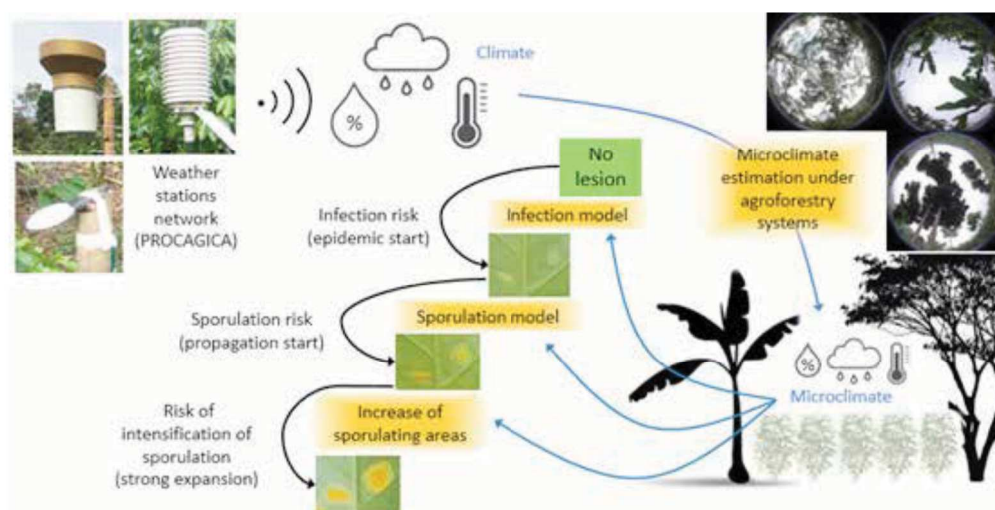 Weather
stations
network
(PROCAGICA)
%
Climate
No
lesion
Infection risk
(epidemic start)
Infection model
Microclimate
estimation under
agroforestry
systems
Sporulation risk
(propagation start)
Sporulation model
Risk of
intensification of
sporulation
(strong expansion)
Increase of
sporulating areas
%
Microclimate